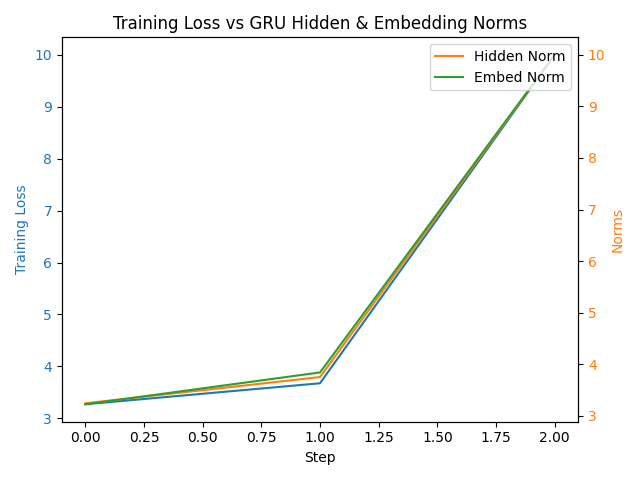 Training Loss vs GRU Hidden & Embedding Norms
Hidden Norm
Embed Norm
Training Loss
10
9
8
7
6
5
4
3
10
9
8
7
6
5
4
3
Norms
0.00 0.25 0.50 0.75 1.00 1.25 1.50 1.75 2.00
Step